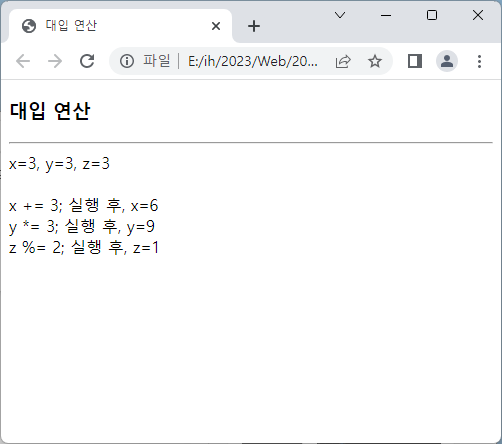 대입 연산
파일 E:/ih/2023/Web/20...
대입 연산
x=3, y=3, z=3
x += 3; 실행 후, x=6
y *= 3; 실행 후, y=9
z %= 2; 실행 후, z=1